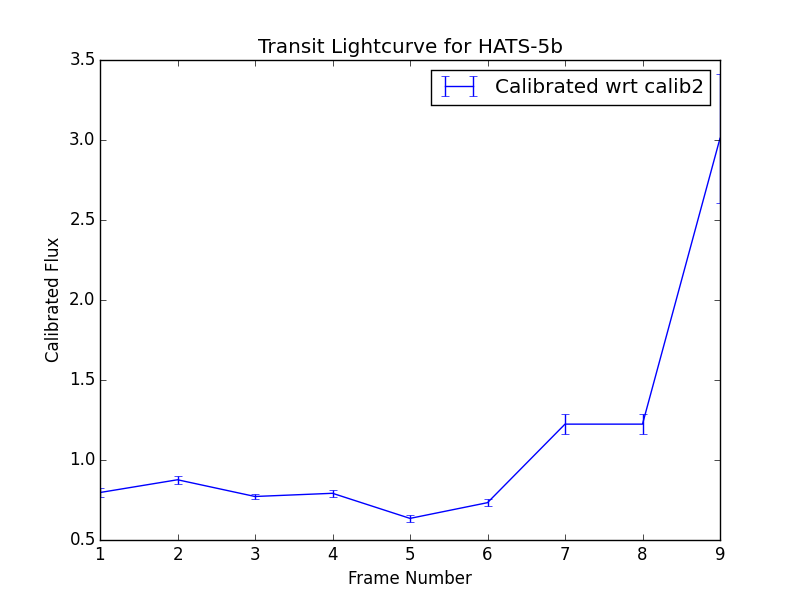 Transit Lightcurve for HATS-5b
Calibrated wrt calib2
3.5
3.0
2.5
2.0
1.5
1.0
0.5
Calibrated Flux
1 2 3 4 5 6 7 8 9
Frame Number